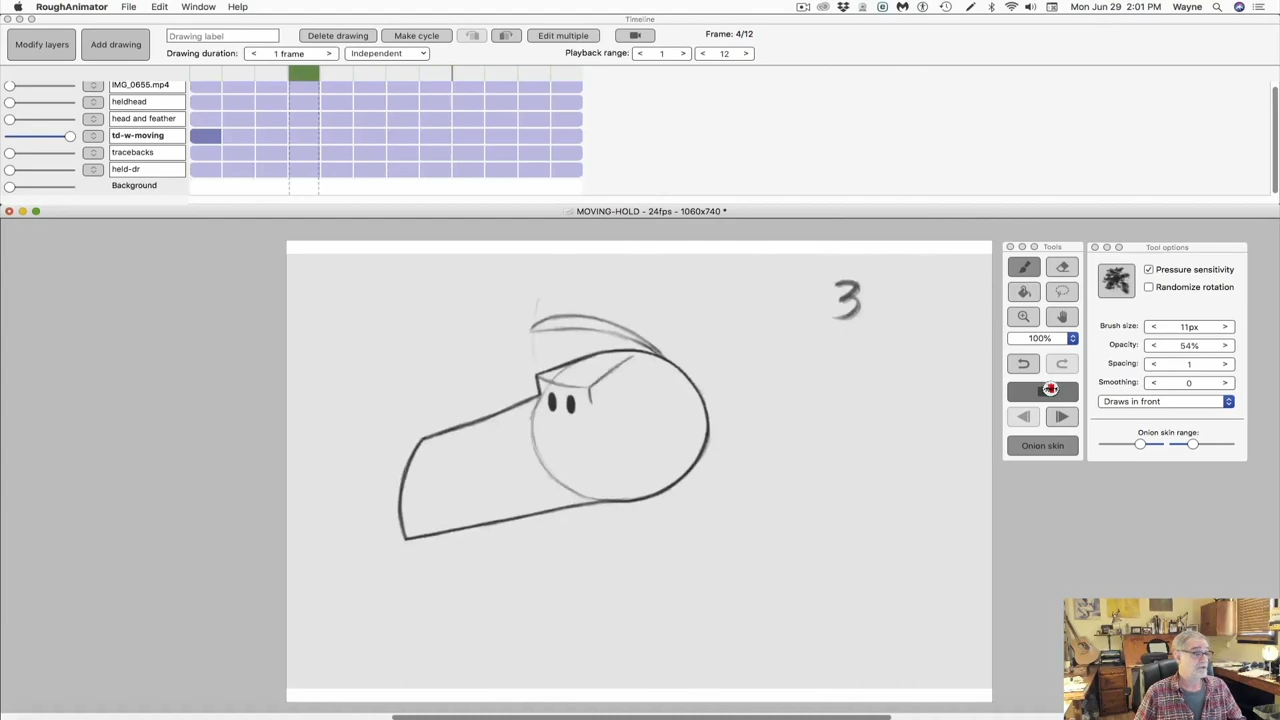 RoughAnimator File Edit Window Help Mon Jun 29 2:01 PM Wayne
Timeline
Modify layers Add drawing Drawing label Delete drawing Make cycle Edit multiple Frame: 4/12
Drawing duration: < 1 frame > Independent Playback range: < 1 > < 12 >
IMG_0655.mp4
heldhead
head and feather
td-w-moving
tracebacks
held-dr
Background
MOVING-HOLD - 24fps - 1060x740 *
3
Tools
100%
Onion skin
Tool options
Pressure sensitivity
Randomize rotation
Brush size: < 11px >
Opacity: < 54% >
Spacing: < 1 >
Smoothing: < 0 >
Draws in front
Onion skin range: